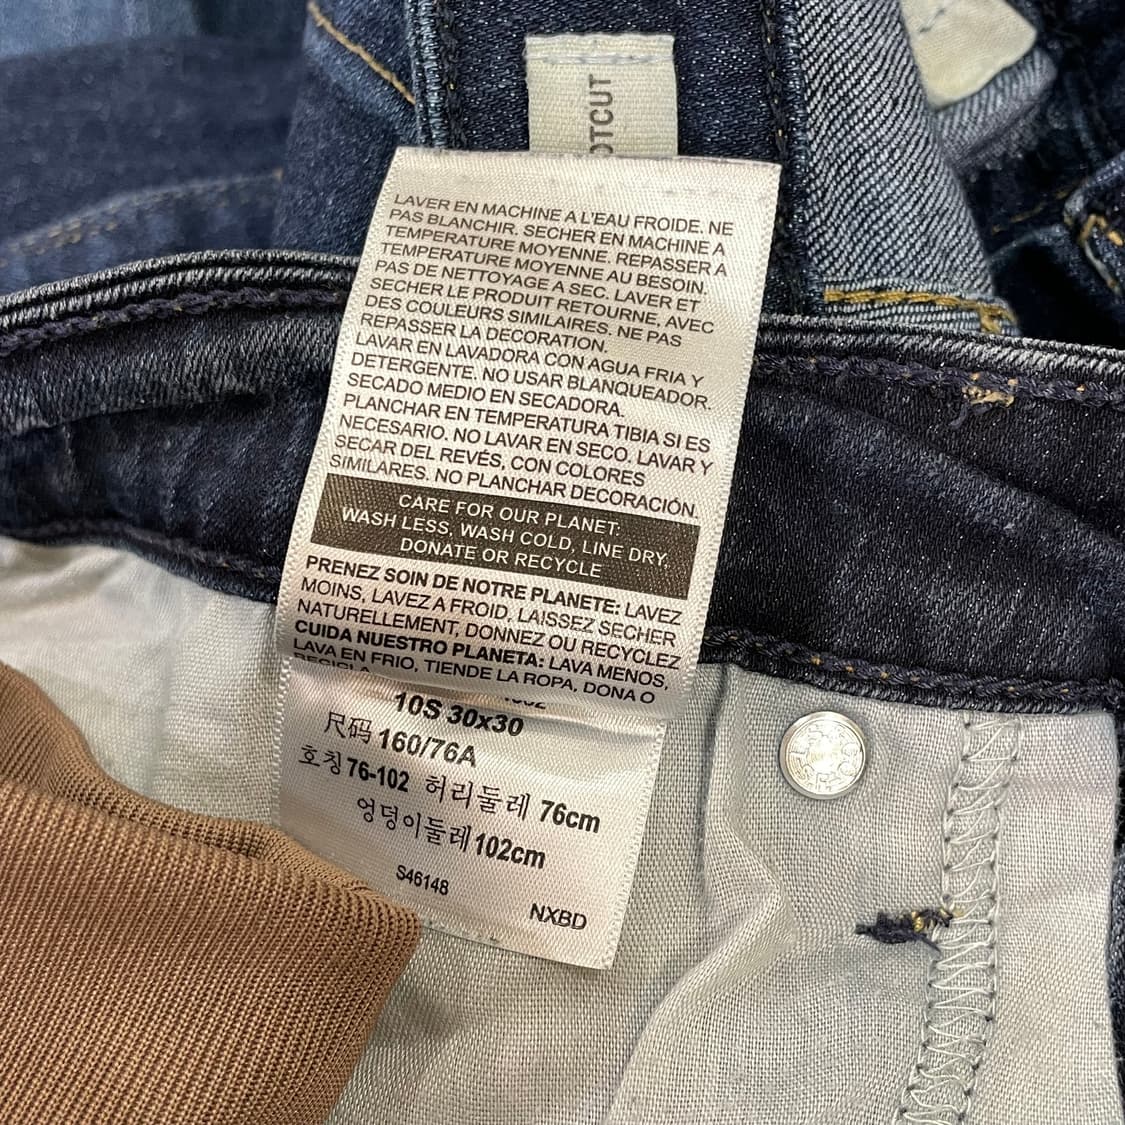 LAVER EN MACHINE A L'EAU FROIDE. NE
PAS BLANCHIR. SECHER EN MACHINE A
TEMPERATURE MOYENNE. REPASSER A
TEMPERATURE MOYENNE AU BESOIN.
PAS DE NETTOYAGE A SEC. LAVER ET
SECHER LE PRODUIT RETOURNE, AVEC
DES COULEURS SIMILAIRES. NE PAS
REPASSER LA DECORATION.
LAVAR EN LAVADORA CON AGUA FRIA Y
DETERGENTE. NO USAR BLANQUEADOR.
SECADO MEDIO EN SECADORA.
PLANCHAR EN TEMPERATURA TIBIA SI ES
NECESARIO. NO LAVAR EN SECO. LAVAR Y
SECAR DEL REVÉS, CON COLORES
SIMILARES. NO PLANCHAR DECORACIÓN.
CARE FOR OUR PLANET:
WASH LESS, WASH COLD, LINE DRY,
DONATE OR RECYCLE
PRENEZ SOIN DE NOTRE PLANETE: LAVEZ
MOINS, LAVEZ A FROID, LAISSEZ SECHER
NATURELLEMENT, DONNEZ OU RECYCLEZ
CUIDA NUESTRO PLANETA: LAVA MENOS,
LAVA EN FRIO, TIENDE LA ROPA, DONA O
10S 30x30
尺码 160/76A
호칭 76-102 허리둘레 76cm
엉덩이둘레 102cm
S46148
NXBD